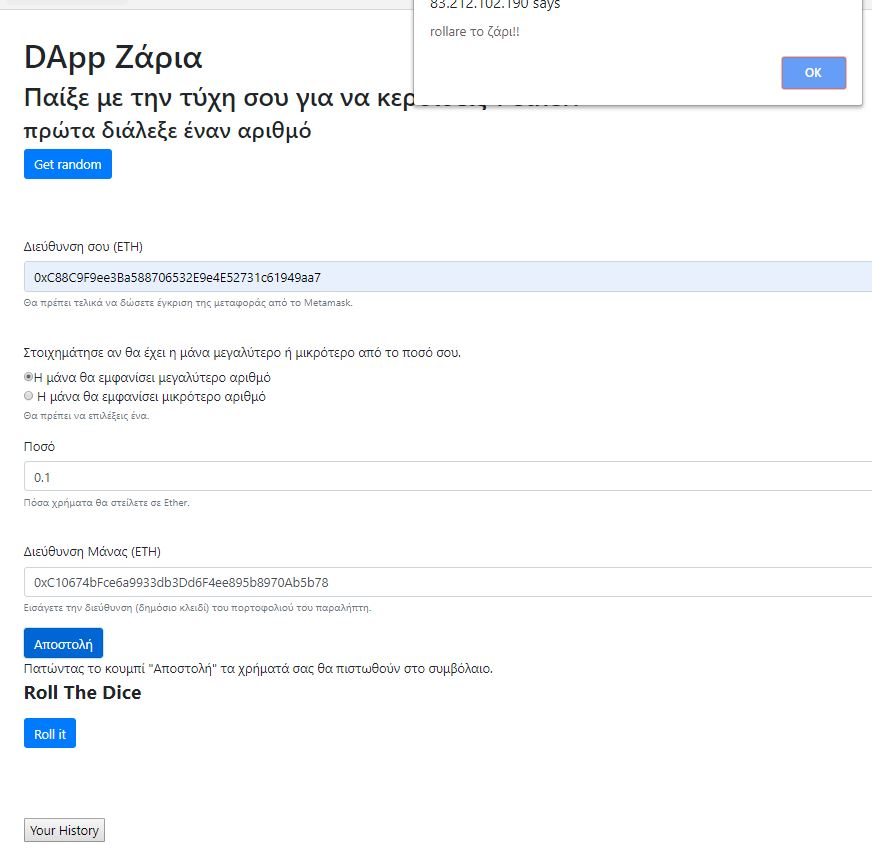 83.212.102.190 says
rollare το ζάρι!!
OK
DApp Ζάρια
Παίξε με την τύχη σου για να
πρώτα διάλεξε έναν αριθμό
Get random
Διεύθυνση σου (ETH)
0xC88C9F9ee3Ba588706532E9e4E52731c61949aa7
Θα πρέπει τελικά να δώσετε έγκριση της μεταφοράς από το Metamask.
Στοιχημάτησε αν θα έχει η μάνα μεγαλύτερο ή μικρότερο από το ποσό σου.
Η μάνα θα εμφανίσει μεγαλύτερο αριθμό
Η μάνα θα εμφανίσει μικρότερο αριθμό
Θα πρέπει να επιλέξεις ένα.
Ποσό
0.1
Πόσα χρήματα θα στείλετε σε Ether.
Διεύθυνση Μάνας (ETH)
0xC10674bFce6a9933db3Dd6F4ee895b8970Ab5b78
Εισάγετε την διεύθυνση (δημόσιο κλειδί) του πορτοφολιού του παραλήπτη.
Αποστολή
Πατώντας το κουμπί "Αποστολή" τα χρήματά σας θα πιστωθούν στο συμβόλαιο.
Roll The Dice
Roll it
Your History